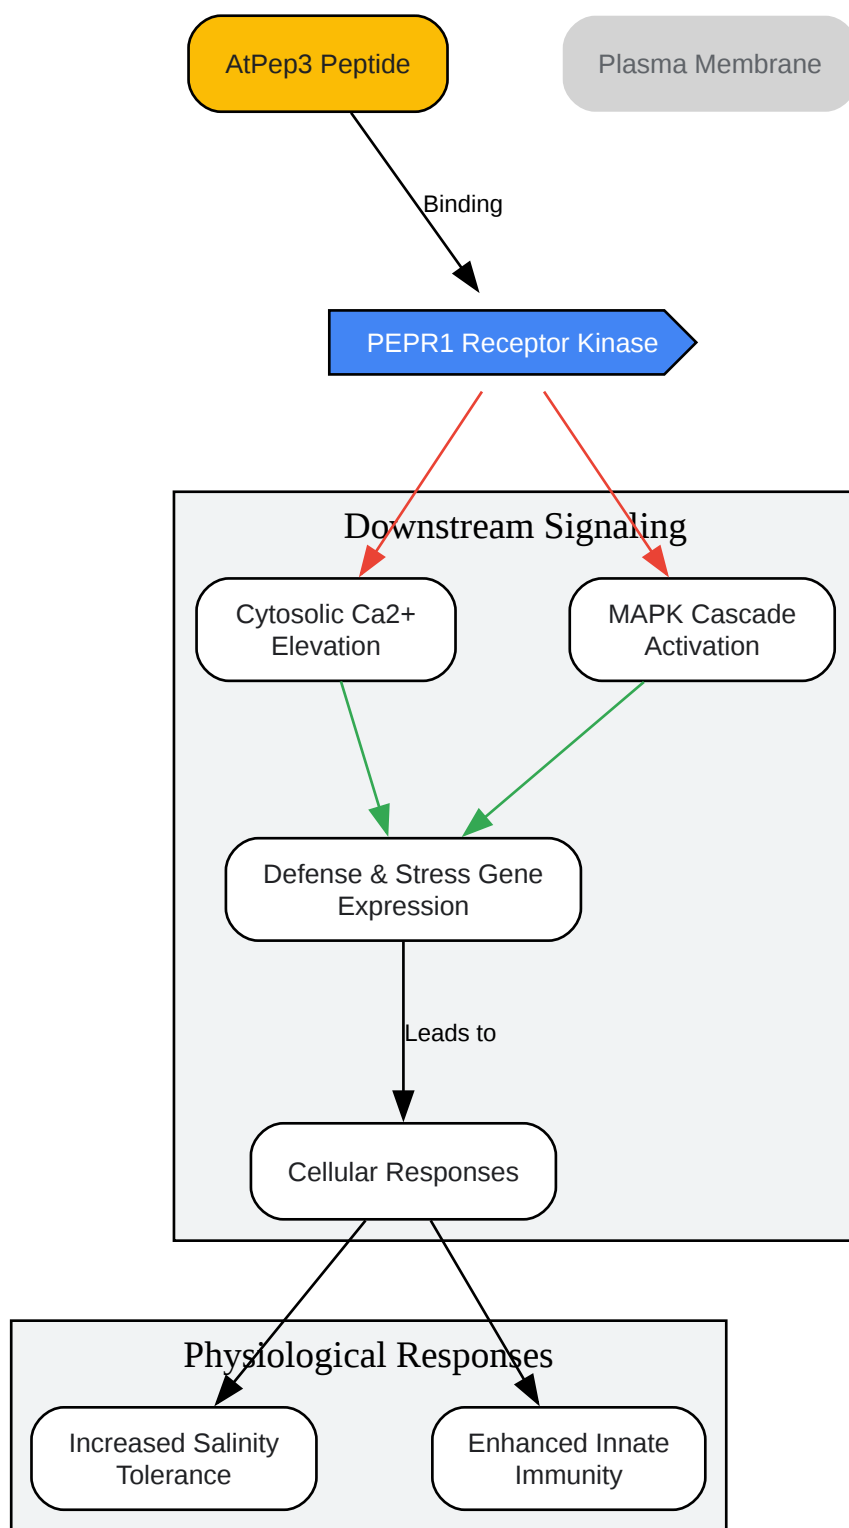 AtPep3 Peptide
Plasma Membrane
Binding
PEPR1 Receptor Kinase
Downstream Signaling
Cytosolic Ca2+
Elevation
MAPK Cascade
Activation
Defense & Stress Gene
Expression
Leads to
Cellular Responses
Physiological Responses
Increased Salinity
Tolerance
Enhanced Innate
Immunity